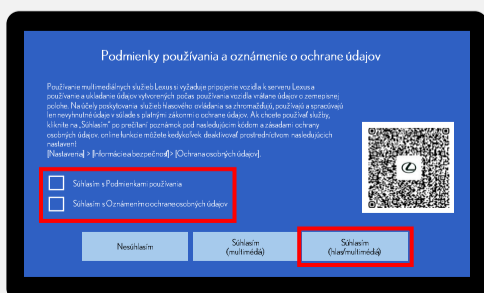 Podmienky používania a oznámenie o ochrane údajov
Používanie multimediálnych služieb Lexus si vyžaduje pripojenie vozidla k serveru Lexus a
používanie a ukladanie údajov vytvorených počas používania vozidla vrátane údajov o zemepisnej
polohe. Na účely poskytovania služieb hlasového ovládania sa zhromažďujú, používajú a spracúvajú
len nevyhnutné údaje v súlade s platnými zákonmi o ochrane údajov. Ak chcete používať služby,
kliknite na „Súhlasím" po prečítaní poznámok pod nasledujúcim kódom a zásadami ochrany
osobných údajov. online funkcie môžete kedykoľvek deaktivovať prostredníctvom nasledujúcich
nastavení
[Nastavenia] > [Informácie a bezpečnosť] > [Ochrana osobných údajov].
Súhlasím s Podmienkami používania
Súhlasím s Oznámením o ochrane osobných údajov
Nesúhlasím
Súhlasím
(multimédiá)
Súhlasím
(hlas/multimédiá)